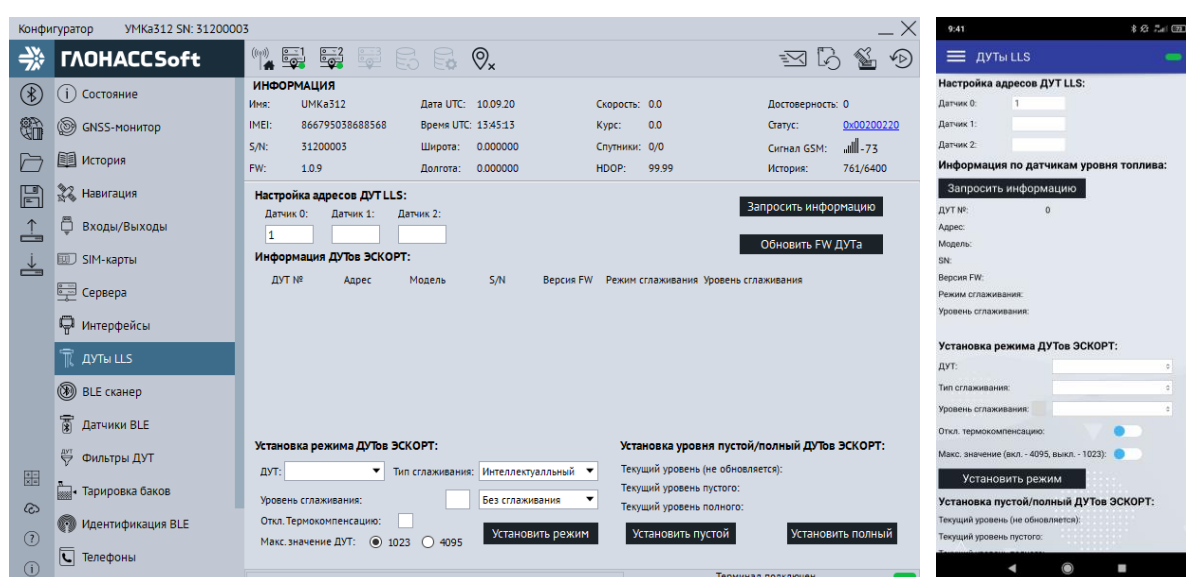 Конфигуратор УМКа312 SN: 31200003
ГЛОНАССSoft
Состояние
GNSS-монитор
История
Навигация
Входы/Выходы
SIM-карты
Сервера
Интерфейсы
ДУТы LLS
BLE сканер
Датчики BLE
Фильтры ДУТ
Тарировка баков
Идентификация BLE
Телефоны
ИНФОРМАЦИЯ
Имя: UMKa312 Дата UTC: 10.09.20 Скорость: 0.0 Достоверность: 0
IMEI: 866795038688568 Время UTC: 13:45:13 Курс: 0.0 Статус: 0x00200220
S/N: 31200003 Широта: 0.000000 Спутники: 0/0 Сигнал GSM: -73
FW: 1.0.9 Долгота: 0.000000 HDOP: 99.99 История: 761/6400
Настройка адресов ДУТ LLS:
Датчик 0: Датчик 1: Датчик 2:
1
Запросить информацию
Обновить FW ДУТа
Информация ДУТов ЭСКОРТ:
ДУТ № Адрес Модель S/N Версия FW Режим сглаживания Уровень сглаживания
Установка режима ДУТов ЭСКОРТ:
ДУТ: Тип сглаживания: Интеллектуалльный
Уровень сглаживания: Без сглаживания
Откл. Термокомпенсацию:
Макс. значение ДУТ: 1023 4095
Установить режим
Установка уровня пустой/полный ДУТов ЭСКОРТ:
Текущий уровень (не обновляется):
Текущий уровень пустого:
Текущий уровень полного:
Установить пустой Установить полный
9:41
ДУТы LLS
Настройка адресов ДУТ LLS:
Датчик 0: 1
Датчик 1:
Датчик 2:
Информация по датчикам уровня топлива:
Запросить информацию
ДУТ №: 0
Адрес:
Модель:
SN:
Версия FW:
Режим сглаживания:
Уровень сглаживания:
Установка режима ДУТов ЭСКОРТ:
ДУТ:
Тип сглаживания:
Уровень сглаживания:
Откл. термокомпенсацию:
Макс. значение (вкл. - 4095, выкл. - 1023):
Установить режим
Установка пустой/полный ДУТов ЭСКОРТ:
Текущий уровень (не обновляется):
Текущий уровень пустого: